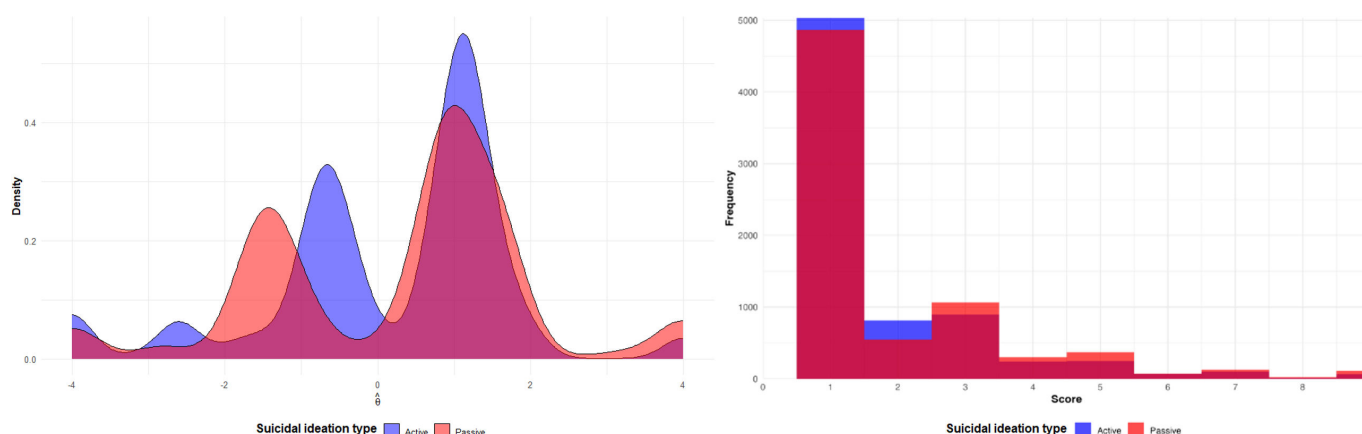 Density
0.4
0.2
0.0
-4
-2
0
2
4
θ̂
Suicidal ideation type
Active
Passive
Frequency
5000
4000
3000
2000
1000
0
0
1
2
3
4
5
6
7
8
Score
Suicidal ideation type
Active
Passive